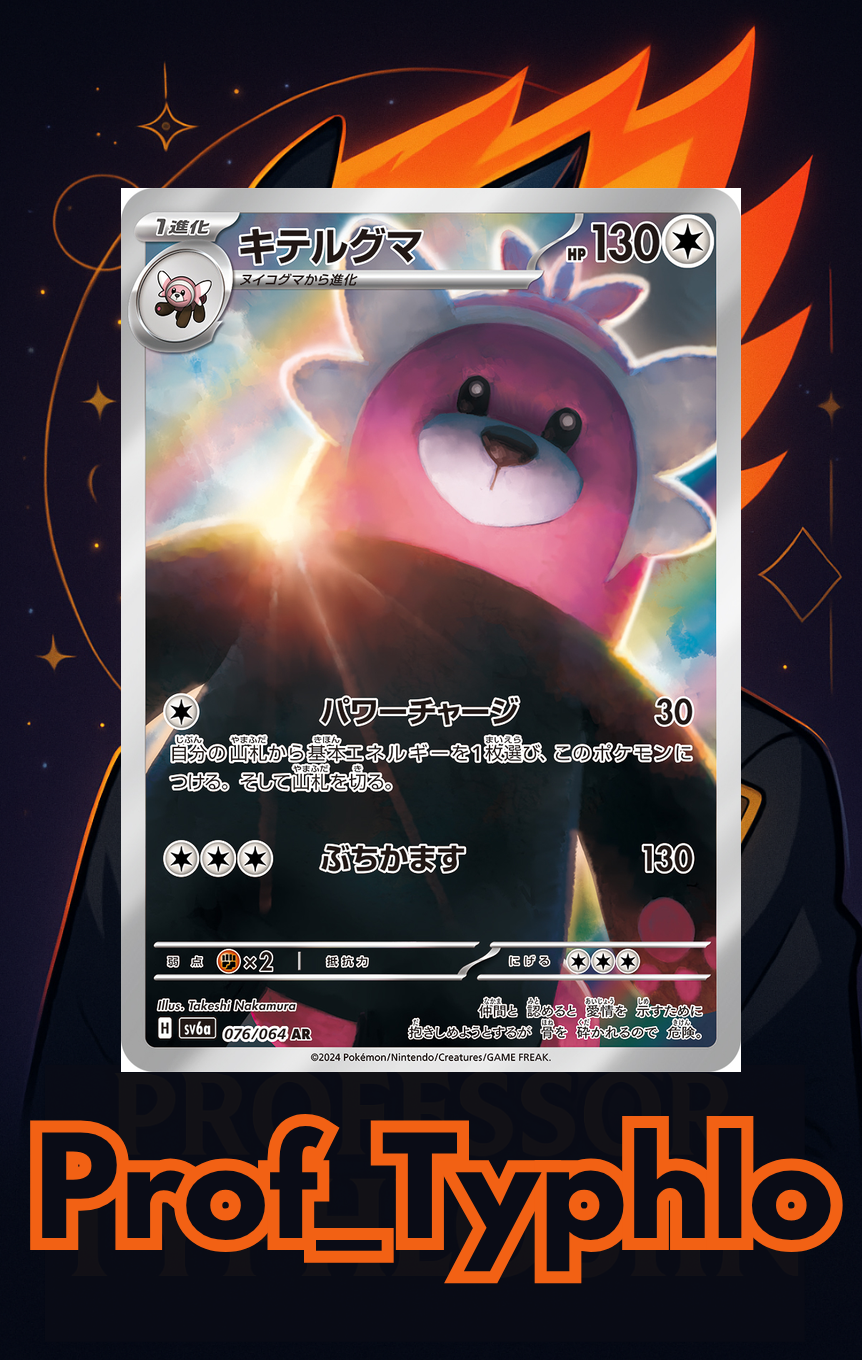 1進化
キテルグマ
HP 130
ヌイコグマから進化
パワーチャージ 30
自分の山札から基本エネルギーを1枚選び、このポケモンに
つける。そして山札を切る。
ぶちかます 130
弱点 ×2 抵抗力 にげる
Illus. Takeshi Nakamura
仲間と 認めると 愛情を 示すために
抱きしめようとするが 骨を 砕かれるので 危険。
H sv6a 076/064 AR
©2024 Pokémon/Nintendo/Creatures/GAME FREAK.
PROFESSOR
Prof_Typhlo